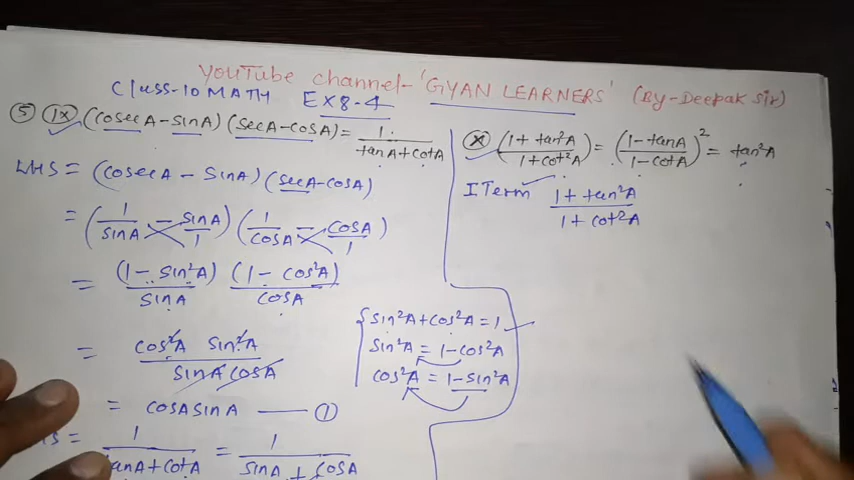 YouTube channel- 'GYAN LEARNERS' (By-Deepak Sir)
Class-10 MATH EX 8.4
⑤ (ix) (cosecA - sinA) (secA - cosA) = 1/(tanA + cotA)
LHS = (cosecA - sinA) (secA - cosA)
= (1/sinA - sinA/1) (1/cosA - cosA/1)
= (1 - sin²A)/sinA (1 - cos²A)/cosA
= cos²A sin²A / sinA cosA
= cosA sinA —— ①
= 1/(tanA + cotA) = 1/(sinA + cosA
{sin²A + cos²A = 1
sin²A = 1 - cos²A
cos²A = 1 - sin²A
(x) ((1 + tan²A)/(1 + cot²A)) = ((1 - tanA)/(1 - cotA))² = tan²A
I Term (1 + tan²A)/(1 + cot²A)